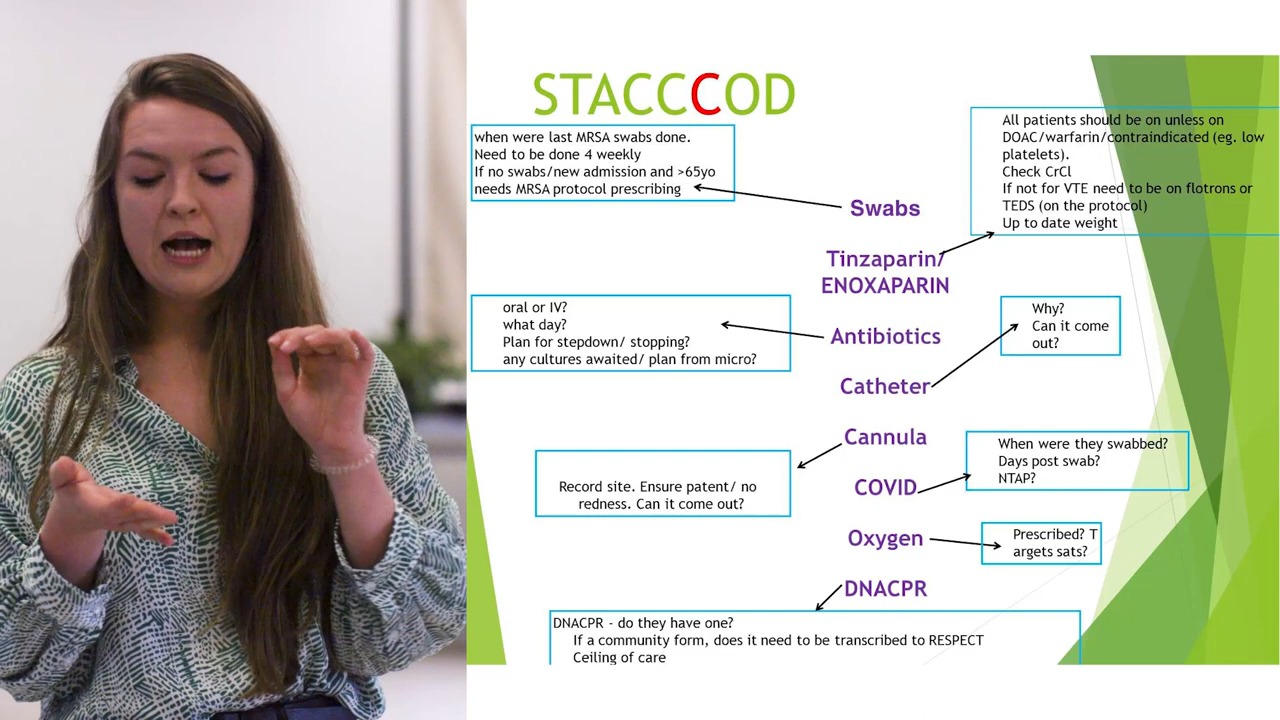 STACCCOD
when were last MRSA swabs done.
Need to be done 4 weekly
If no swabs/new admission and >65yo
needs MRSA protocol prescribing
Swabs
All patients should be on unless on
DOAC/warfarin/contraindicated (eg. low
platelets).
Check CrCl
If not for VTE need to be on flotrons or
TEDS (on the protocol)
Up to date weight
Tinzaparin/
ENOXAPARIN
oral or IV?
what day?
Plan for stepdown/ stopping?
any cultures awaited/ plan from micro?
Antibiotics
Why?
Can it come
out?
Catheter
Cannula
Record site. Ensure patent/ no
redness. Can it come out?
COVID
When were they swabbed?
Days post swab?
NTAP?
Oxygen
Prescribed? T
argets sats?
DNACPR
DNACPR - do they have one?
If a community form, does it need to be transcribed to RESPECT
Ceiling of care